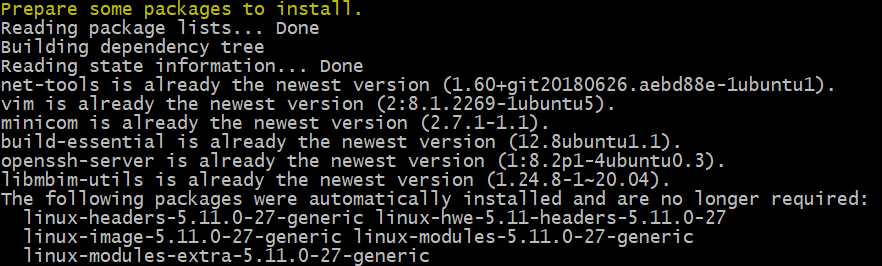 Prepare some packages to install.
Reading package lists... Done
Building dependency tree
Reading state information... Done
net-tools is already the newest version (1.60+git20180626.aebd88e-1ubuntu1).
vim is already the newest version (2:8.1.2269-1ubuntu5).
minicom is already the newest version (2.7.1-1.1).
build-essential is already the newest version (12.8ubuntu1.1).
openssh-server is already the newest version (1:8.2p1-4ubuntu0.3).
libmbim-utils is already the newest version (1.24.8-1~20.04).
The following packages were automatically installed and are no longer required:
  linux-headers-5.11.0-27-generic linux-hwe-5.11-headers-5.11.0-27
  linux-image-5.11.0-27-generic linux-modules-5.11.0-27-generic
  linux-modules-extra-5.11.0-27-generic